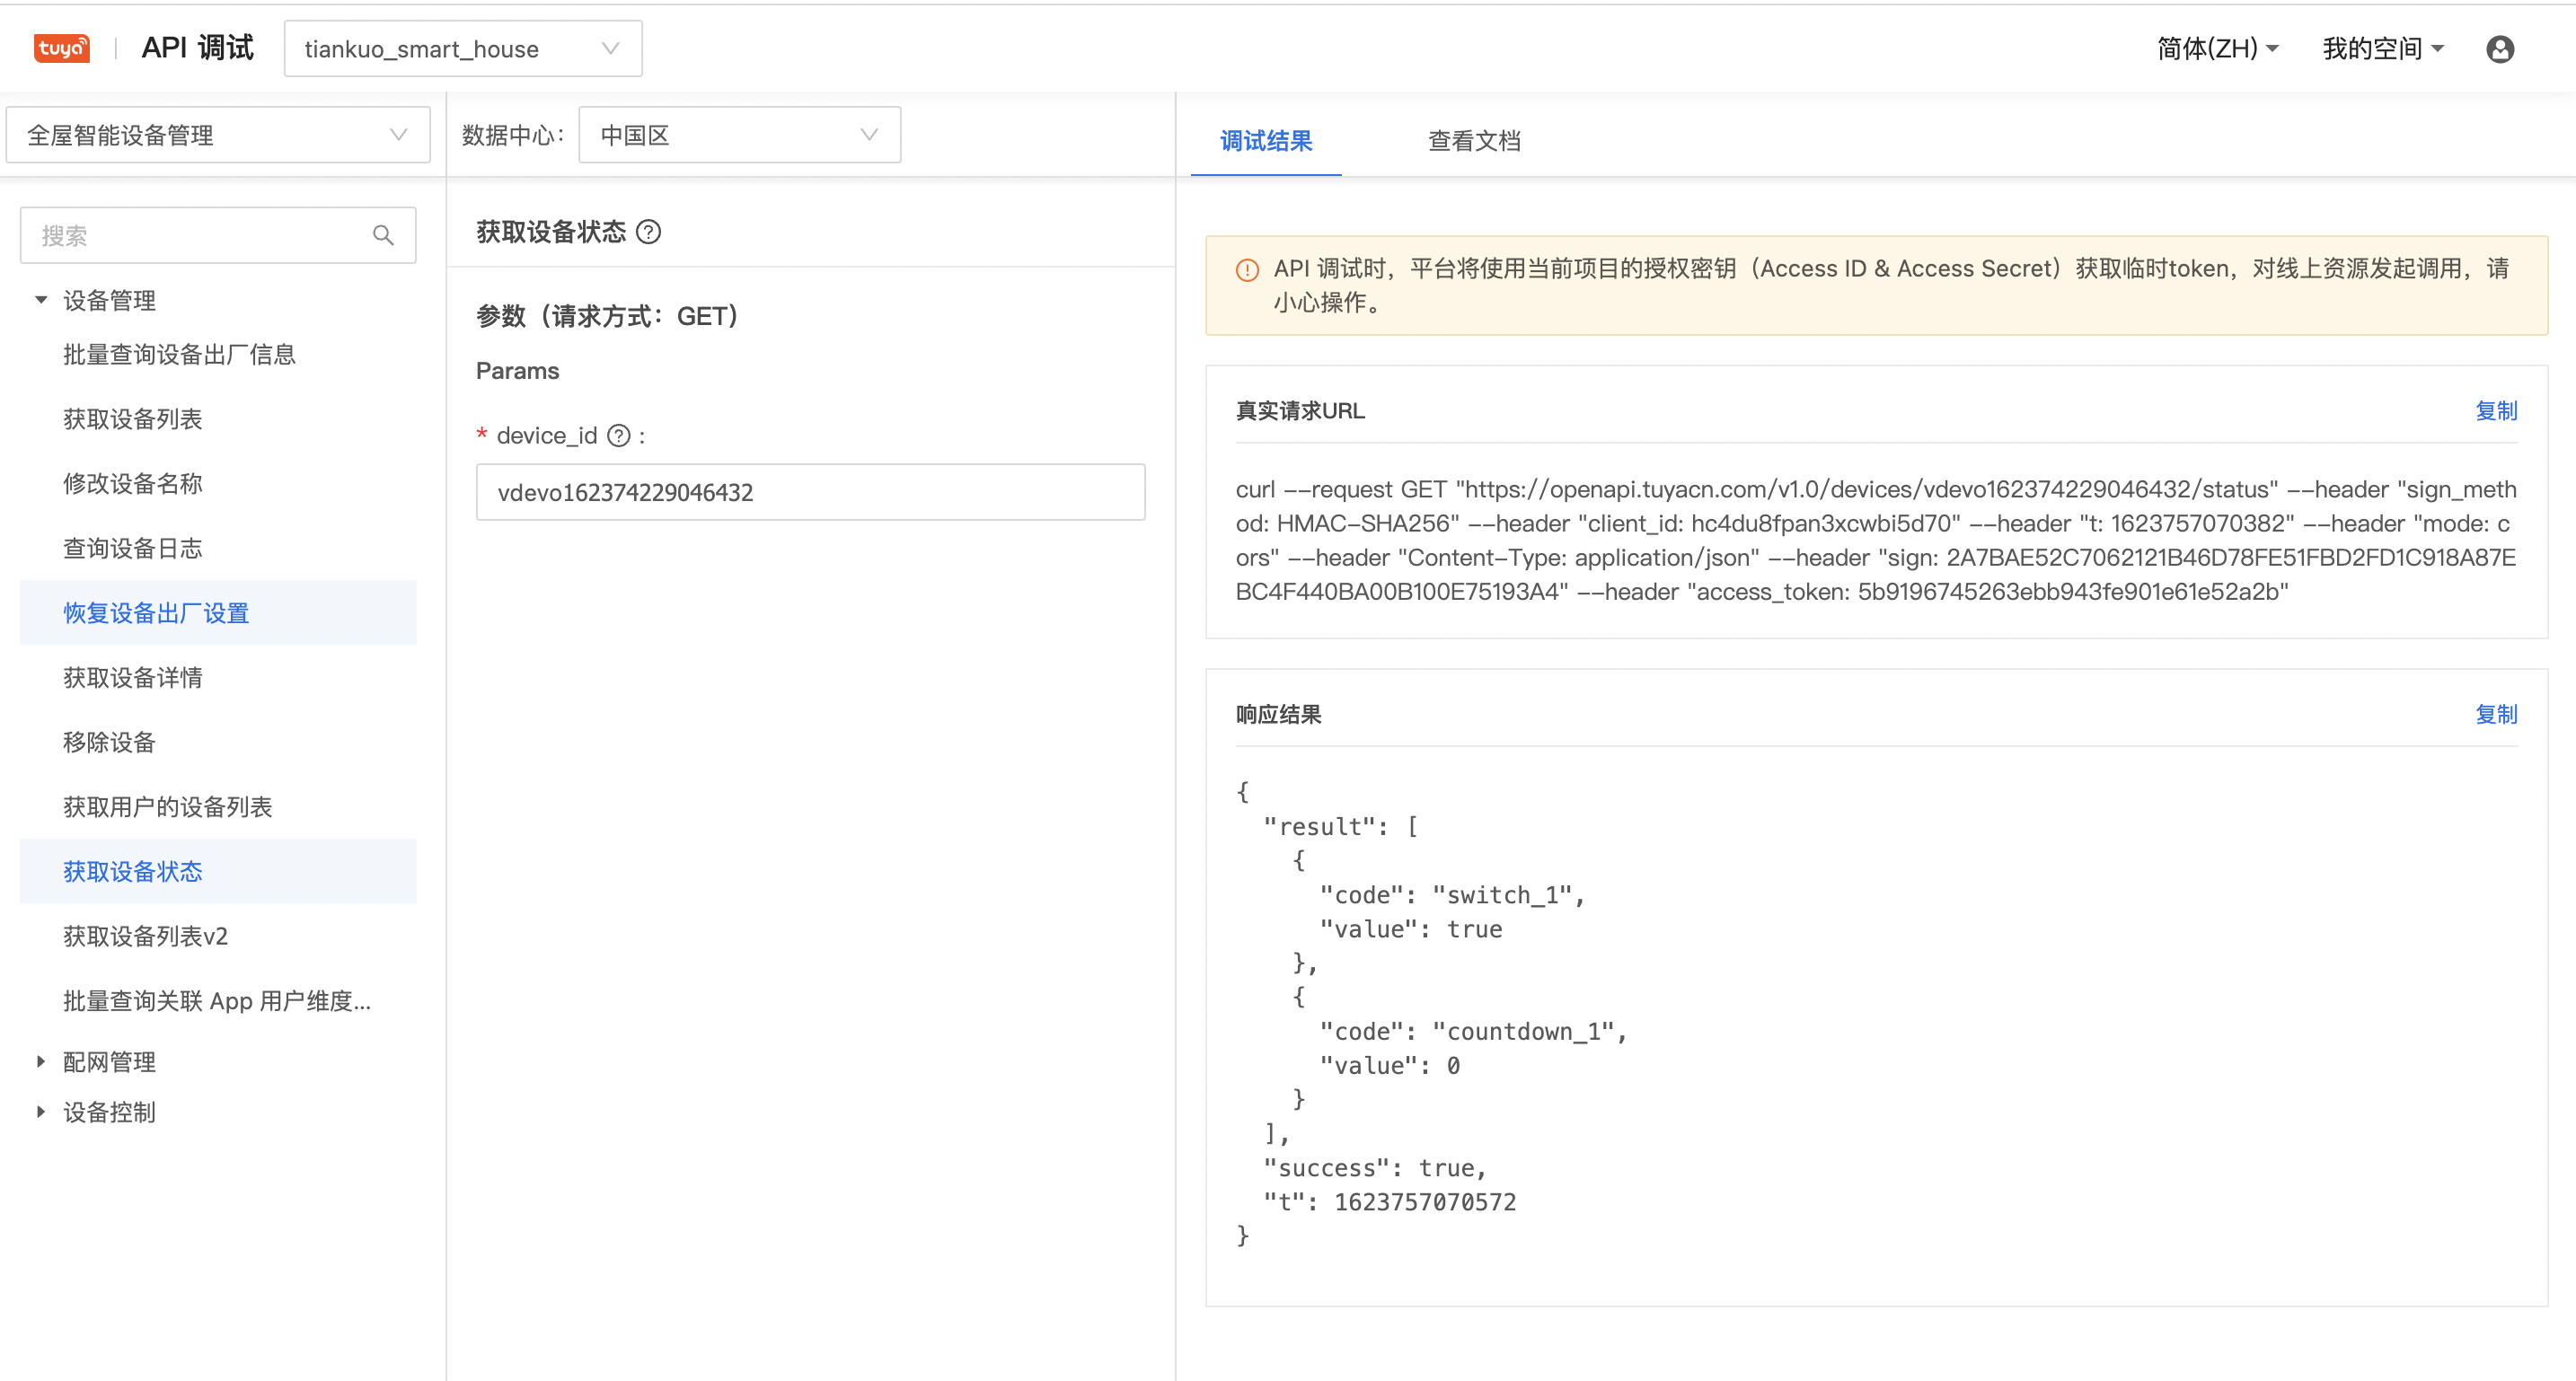 tuya
API 调试
tiankuo_smart_house
简体(ZH)
我的空间
全屋智能设备管理
数据中心：
中国区
调试结果
查看文档
搜索
设备管理
批量查询设备出厂信息
获取设备列表
修改设备名称
查询设备日志
恢复设备出厂设置
获取设备详情
移除设备
获取用户的设备列表
获取设备状态
获取设备列表v2
批量查询关联 App 用户维度...
配网管理
设备控制
获取设备状态
参数（请求方式：GET）
Params
* device_id :
vdevo162374229046432
API 调试时，平台将使用当前项目的授权密钥（Access ID & Access Secret）获取临时token，对线上资源发起调用，请
小心操作。
真实请求URL
复制
curl --request GET "https://openapi.tuyacn.com/v1.0/devices/vdevo162374229046432/status" --header "sign_meth
od: HMAC-SHA256" --header "client_id: hc4du8fpan3xcwbi5d70" --header "t: 1623757070382" --header "mode: c
ors" --header "Content-Type: application/json" --header "sign: 2A7BAE52C7062121B46D78FE51FBD2FD1C918A87E
BC4F440BA00B100E75193A4" --header "access_token: 5b9196745263ebb943fe901e61e52a2b"
响应结果
复制
{
"result": [
{
"code": "switch_1",
"value": true
},
{
"code": "countdown_1",
"value": 0
}
],
"success": true,
"t": 1623757070572
}